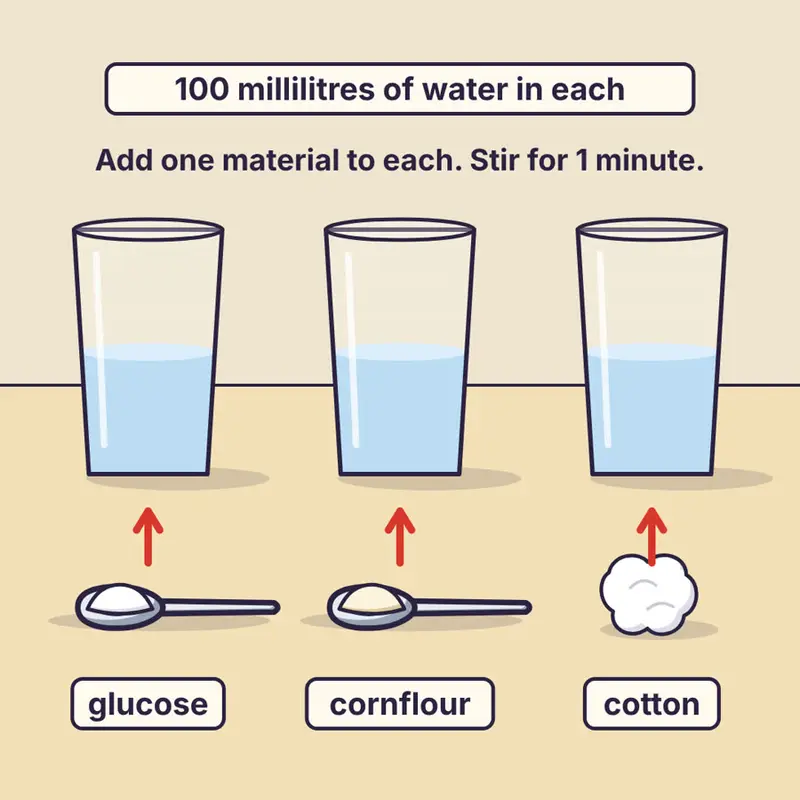 100 millilitres of water in each
Add one material to each. Stir for 1 minute.
glucose
cornflour
cotton